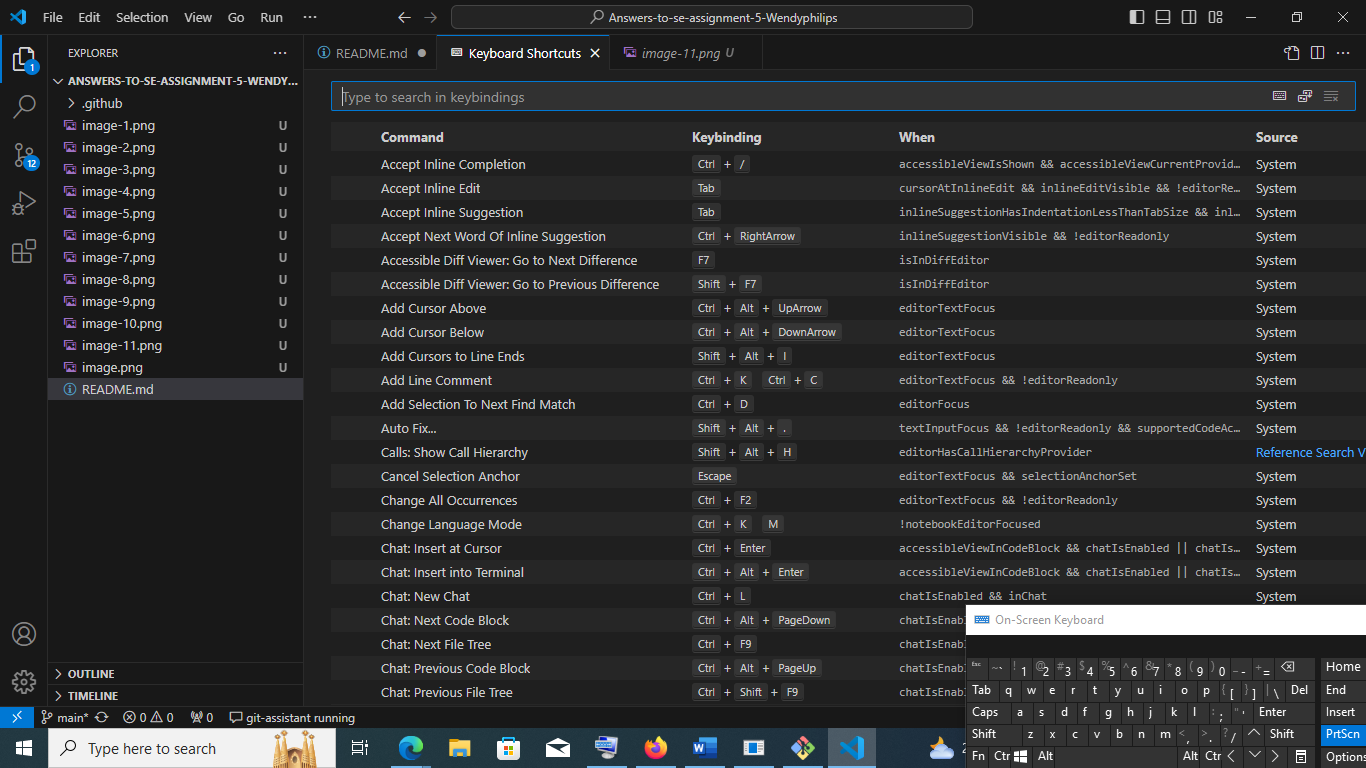 File Edit Selection View Go Run ··· Answers-to-se-assignment-5-Wendyphilips
EXPLORER ···
1
12
ANSWERS-TO-SE-ASSIGNMENT-5-WENDY...
.github
image-1.png U
image-2.png U
image-3.png U
image-4.png U
image-5.png U
image-6.png U
image-7.png U
image-8.png U
image-9.png U
image-10.png U
image-11.png U
image.png U
README.md
OUTLINE
TIMELINE
README.md Keyboard Shortcuts image-11.png U
Type to search in keybindings
Command Keybinding When Source
Accept Inline Completion Ctrl + / accessibleViewIsShown && accessibleViewCurrentProvid... System
Accept Inline Edit Tab cursorAtInlineEdit && inlineEditVisible && !editorRe... System
Accept Inline Suggestion Tab inlineSuggestionHasIndentationLessThanTabSize && inl... System
Accept Next Word Of Inline Suggestion Ctrl + RightArrow inlineSuggestionVisible && !editorReadonly System
Accessible Diff Viewer: Go to Next Difference F7 isInDiffEditor System
Accessible Diff Viewer: Go to Previous Difference Shift + F7 isInDiffEditor System
Add Cursor Above Ctrl + Alt + UpArrow editorTextFocus System
Add Cursor Below Ctrl + Alt + DownArrow editorTextFocus System
Add Cursors to Line Ends Shift + Alt + I editorTextFocus System
Add Line Comment Ctrl + K Ctrl + C editorTextFocus && !editorReadonly System
Add Selection To Next Find Match Ctrl + D editorFocus System
Auto Fix... Shift + Alt + . textInputFocus && !editorReadonly && supportedCodeAc... System
Calls: Show Call Hierarchy Shift + Alt + H editorHasCallHierarchyProvider Reference Search V
Cancel Selection Anchor Escape editorTextFocus && selectionAnchorSet System
Change All Occurrences Ctrl + F2 editorTextFocus && !editorReadonly System
Change Language Mode Ctrl + K M !notebookEditorFocused System
Chat: Insert at Cursor Ctrl + Enter accessibleViewInCodeBlock && chatIsEnabled || chatIs... System
Chat: Insert into Terminal Ctrl + Alt + Enter accessibleViewInCodeBlock && chatIsEnabled || chatIs... System
Chat: New Chat Ctrl + L chatIsEnabled && inChat System
Chat: Next Code Block Ctrl + Alt + PageDown chatIsEnabl
Chat: Next File Tree Ctrl + F9 chatIsEnabl
Chat: Previous Code Block Ctrl + Alt + PageUp chatIsEnabl
Chat: Previous File Tree Ctrl + Shift + F9 chatIsEnabl
On-Screen Keyboard
Esc ~ ` ! 1 @ 2 # 3 $ 4 % 5 ^ 6 & 7 * 8 ( 9 ) 0 _ - + = Home
Tab q w e r t y u i o p { [ } ] | \ Del End
Caps a s d f g h j k l : ; " ' Enter Insert
Shift z x c v b n m < , > . ? / Shift PrtScn
Fn Ctr Alt Alt Ctr Options
main* 0 0 0 git-assistant running
Type here to search